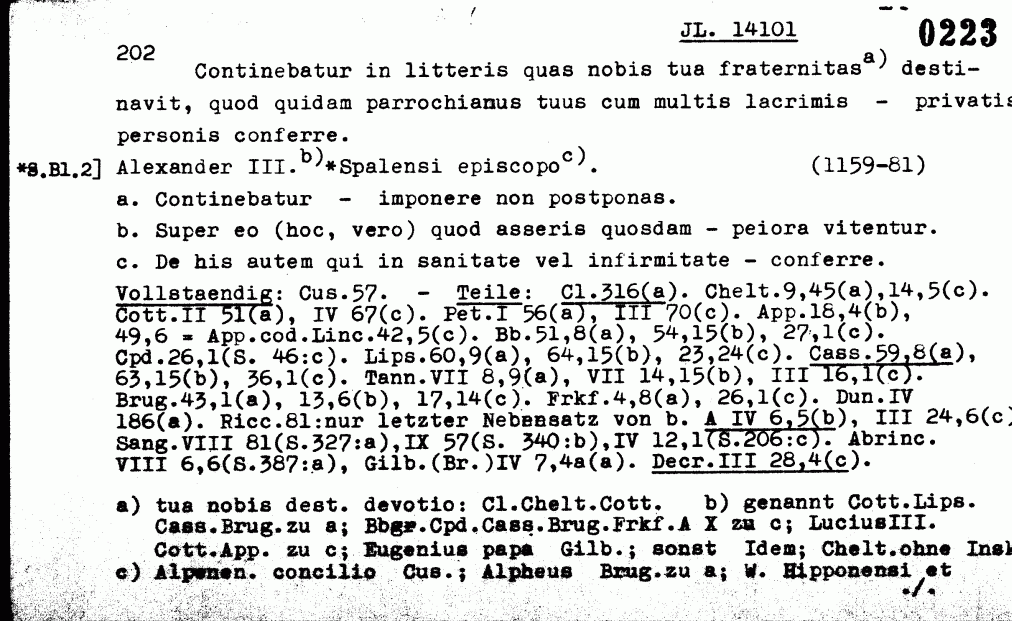 JL. 14101 0223
202
Continebatur in litteris quas nobis tua fraternitas a) desti-
navit, quod quidam parrochianus tuus cum multis lacrimis - privatis
personis conferre.
*S.Bl.2] Alexander III. b)*Spalensi episcopo c). (1159-81)
a. Continebatur - imponere non postponas.
b. Super eo (hoc, vero) quod asseris quosdam - peiora vitentur.
c. De his autem qui in sanitate vel infirmitate - conferre.
Vollstaendig: Cus.57. - Teile: Cl.316(a). Chelt.9,45(a),14,5(c).
Cott.II 51(a), IV 67(c). Pet.I 56(a), III 70(c). App.18,4(b),
49,6 = App.cod.Linc.42,5(c). Bb.51,8(a), 54,15(b), 27,1(c).
Cpd.26,1(S. 46:c). Lips.60,9(a), 64,15(b), 23,24(c). Cass.59,8(a),
63,15(b), 36,1(c). Tann.VII 8,9(a), VII 14,15(b), III 16,1(c).
Brug.43,1(a), 13,6(b), 17,14(c). Frkf.4,8(a), 26,1(c). Dun.IV
186(a). Ricc.81:nur letzter Nebensatz von b. A IV 6,5(b), III 24,6(c)
Sang.VIII 81(S.327:a),IX 57(S. 340:b),IV 12,1(S.206:c). Abrinc.
VIII 6,6(S.387:a), Gilb.(Br.)IV 7,4a(a). Decr.III 28,4(c).
a) tua nobis dest. devotio: Cl.Chelt.Cott. b) genannt Cott.Lips.
Cass.Brug.zu a; Cpd.Cass.Brug.Frkf.A X zu c; LuciusIII.
Cott.App. zu c; Eugenius papa Gilb.; sonst Idem; Chelt.ohne Insk
c) concilio Cus.; Alpheus Brug.zu a; W. Hipponensi et
./.